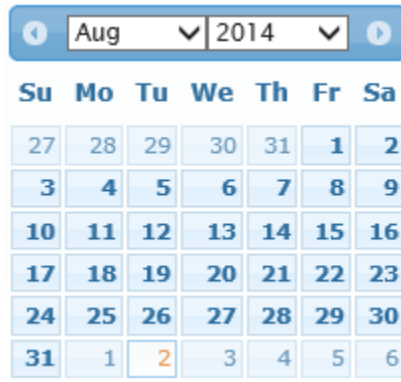 Aug 2014
Su Mo Tu We Th Fr Sa
27 28 29 30 31 1 2
3 4 5 6 7 8 9
10 11 12 13 14 15 16
17 18 19 20 21 22 23
24 25 26 27 28 29 30
31 1 2 3 4 5 6